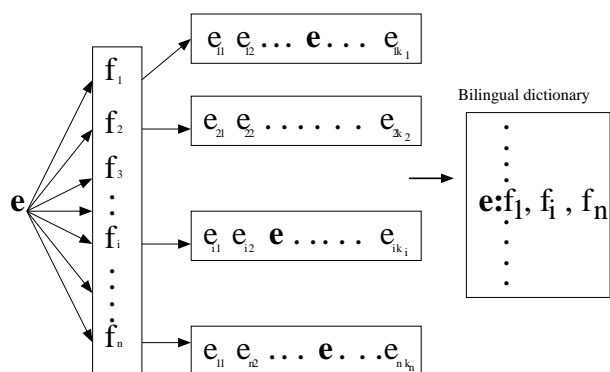 e
f1
f2
f3
.
.
fi
.
.
.
fn
e11 e12 ... e ... e1k1
e21 e22 ...... e2k2
ei1 ei2 e ..... eiki
e11 en2 ... e ... enkn
Bilingual dictionary
.
.
.
.
e:f1, fi , fn
.
.
.
.